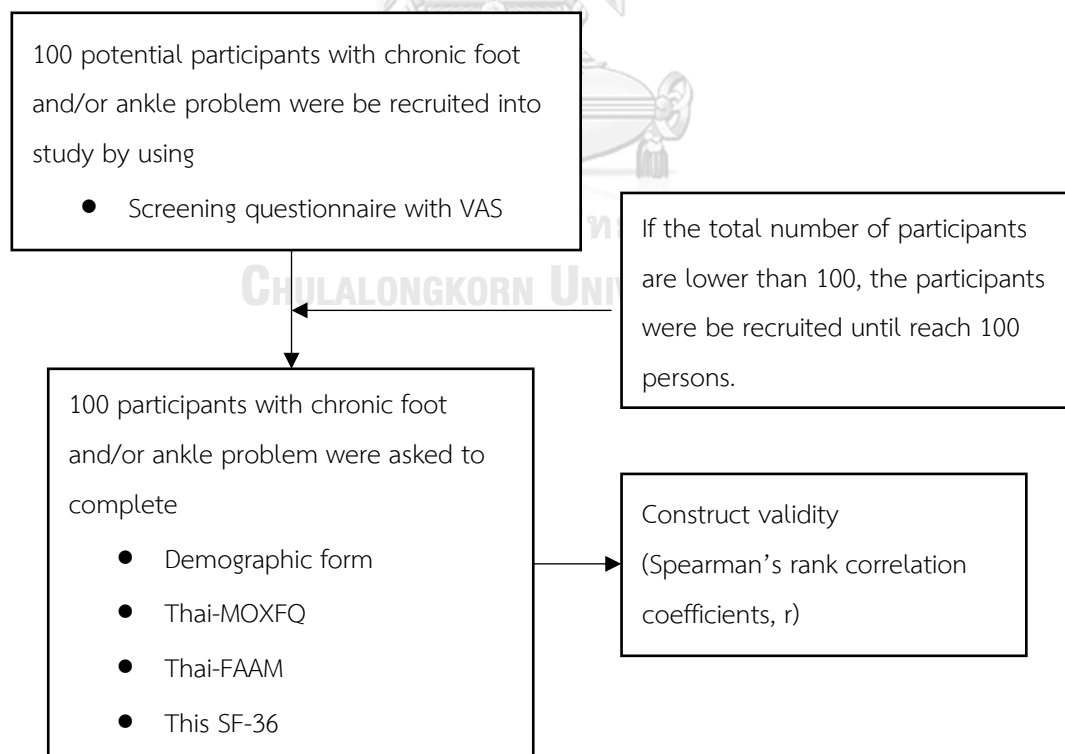 100 potential participants with chronic foot
and/or ankle problem were be recruited into
study by using
● Screening questionnaire with VAS
If the total number of participants
are lower than 100, the participants
were be recruited until reach 100
persons.
CHULALONGKORN UNI
100 participants with chronic foot
and/or ankle problem were asked to
complete
● Demographic form
● Thai-MOXFQ
● Thai-FAAM
● This SF-36
Construct validity
(Spearman’s rank correlation
coefficients, r)